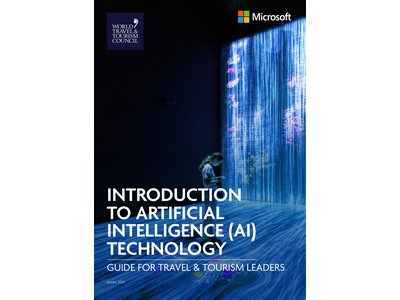 WORLD
TRAVEL &
TOURISM
COUNCIL
Microsoft
INTRODUCTION
TO ARTIFICIAL
INTELLIGENCE (AI)
TECHNOLOGY
GUIDE FOR TRAVEL & TOURISM LEADERS